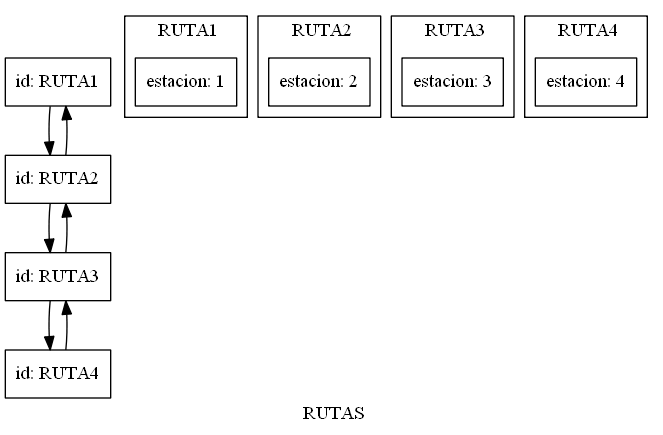 RUTA1
RUTA2
RUTA3
RUTA4
id: RUTA1
estacion: 1
estacion: 2
estacion: 3
estacion: 4
id: RUTA2
id: RUTA3
id: RUTA4
RUTAS